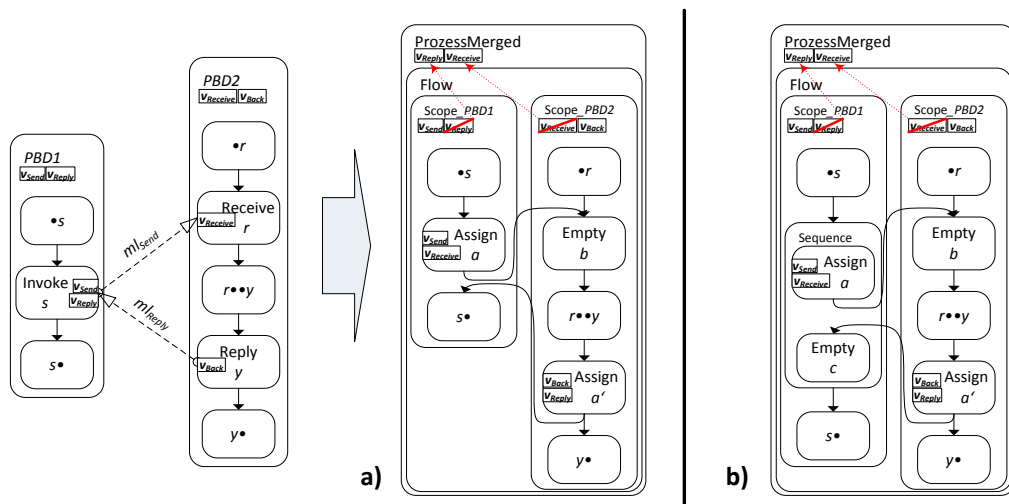 PBD1
vSend vReply
•s
Invoke
s
vSend
vReply
s•
mlSend
mlReply
PBD2
vReceive vBack
•r
Receive
r
vReceive
r••y
Reply
y
vBack
y•
a)
ProzessMerged
vReply vReceive
Flow
Scope_PBD1
vSend vReply
•s
Assign
a
vSend
vReceive
s•
Scope_PBD2
vReceive vBack
•r
Empty
b
r••y
Assign
a‘
vBack
vReply
y•
b)
ProzessMerged
vReply vReceive
Flow
Scope_PBD1
vSend vReply
•s
Sequence
Assign
a
vSend
vReceive
Empty
c
s•
Scope_PBD2
vReceive vBack
•r
Empty
b
r••y
Assign
a‘
vBack
vReply
y•